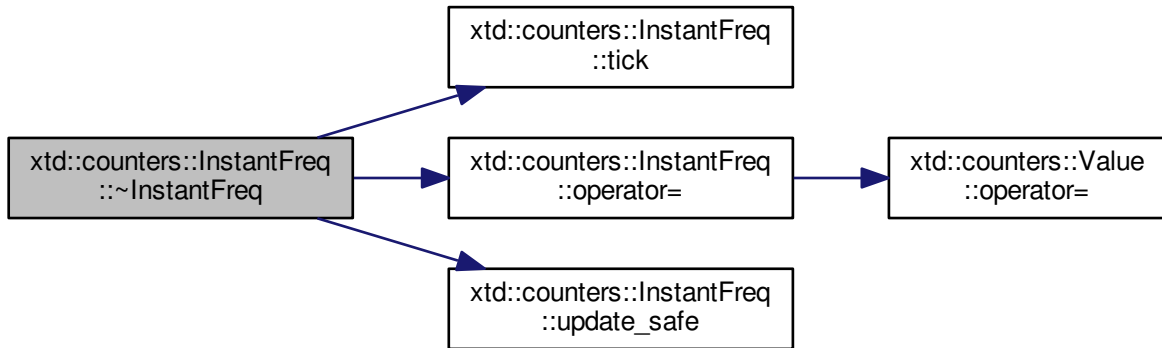 xtd::counters::InstantFreq
::~InstantFreq
xtd::counters::InstantFreq
::tick
xtd::counters::InstantFreq
::operator=
xtd::counters::InstantFreq
::update_safe
xtd::counters::Value
::operator=